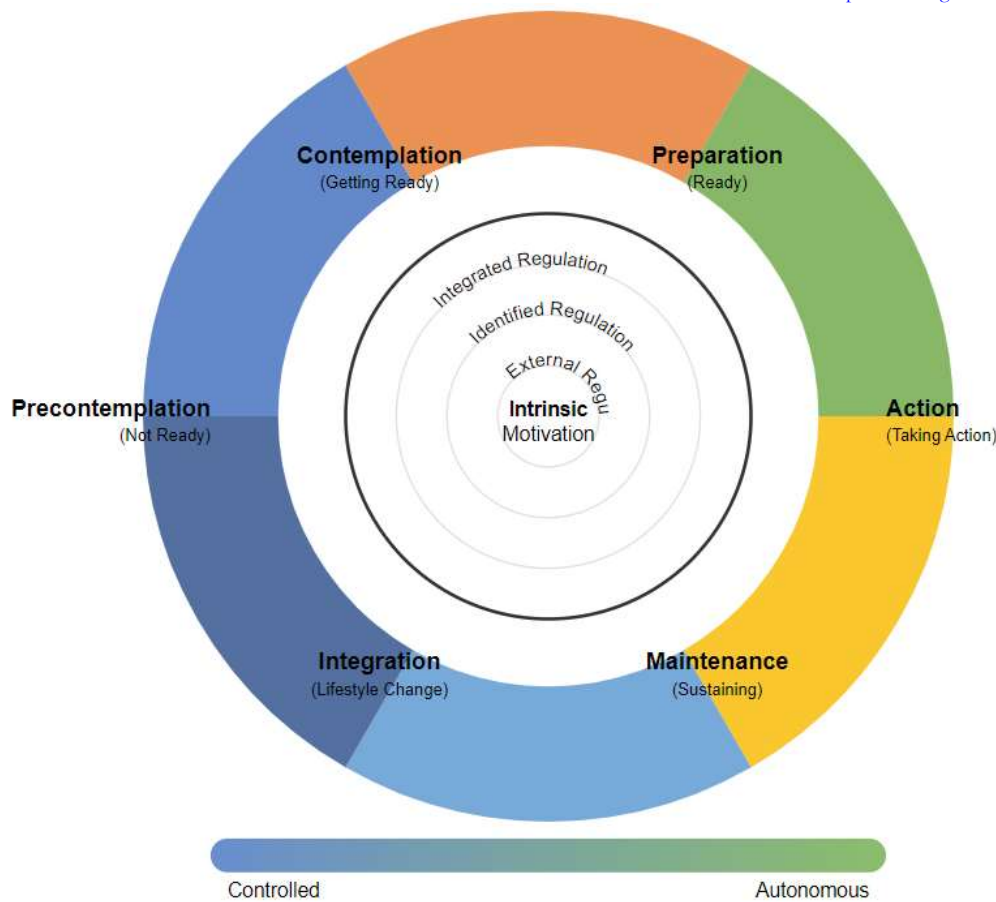 Contemplation
(Getting Ready)
Preparation
(Ready)
Integrated Regulation
Identified Regulation
External Regu
Intrinsic
Motivation
Precontemplation
(Not Ready)
Action
(Taking Action)
Integration
(Lifestyle Change)
Maintenance
(Sustaining)
Controlled
Autonomous